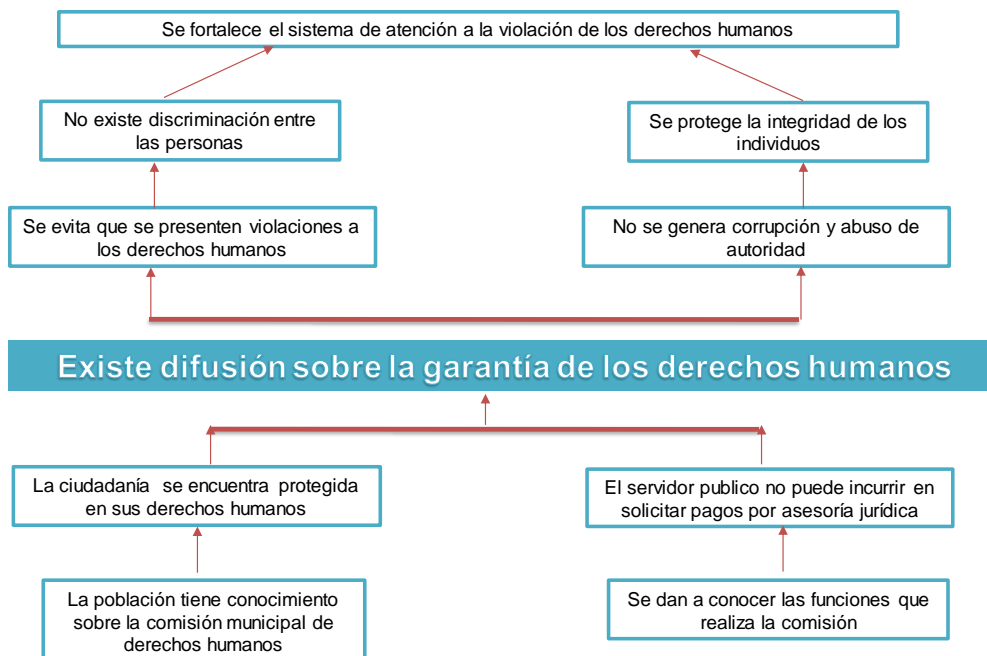 Se fortalece el sistema de atención a la violación de los derechos humanos
No existe discriminación entre
las personas
Se protege la integridad de los
individuos
Se evita que se presenten violaciones a
los derechos humanos
No se genera corrupción y abuso de
autoridad
Existe difusión sobre la garantía de los derechos humanos
La ciudadanía se encuentra protegida
en sus derechos humanos
El servidor publico no puede incurrir en
solicitar pagos por asesoría jurídica
La población tiene conocimiento
sobre la comisión municipal de
derechos humanos
Se dan a conocer las funciones que
realiza la comisión